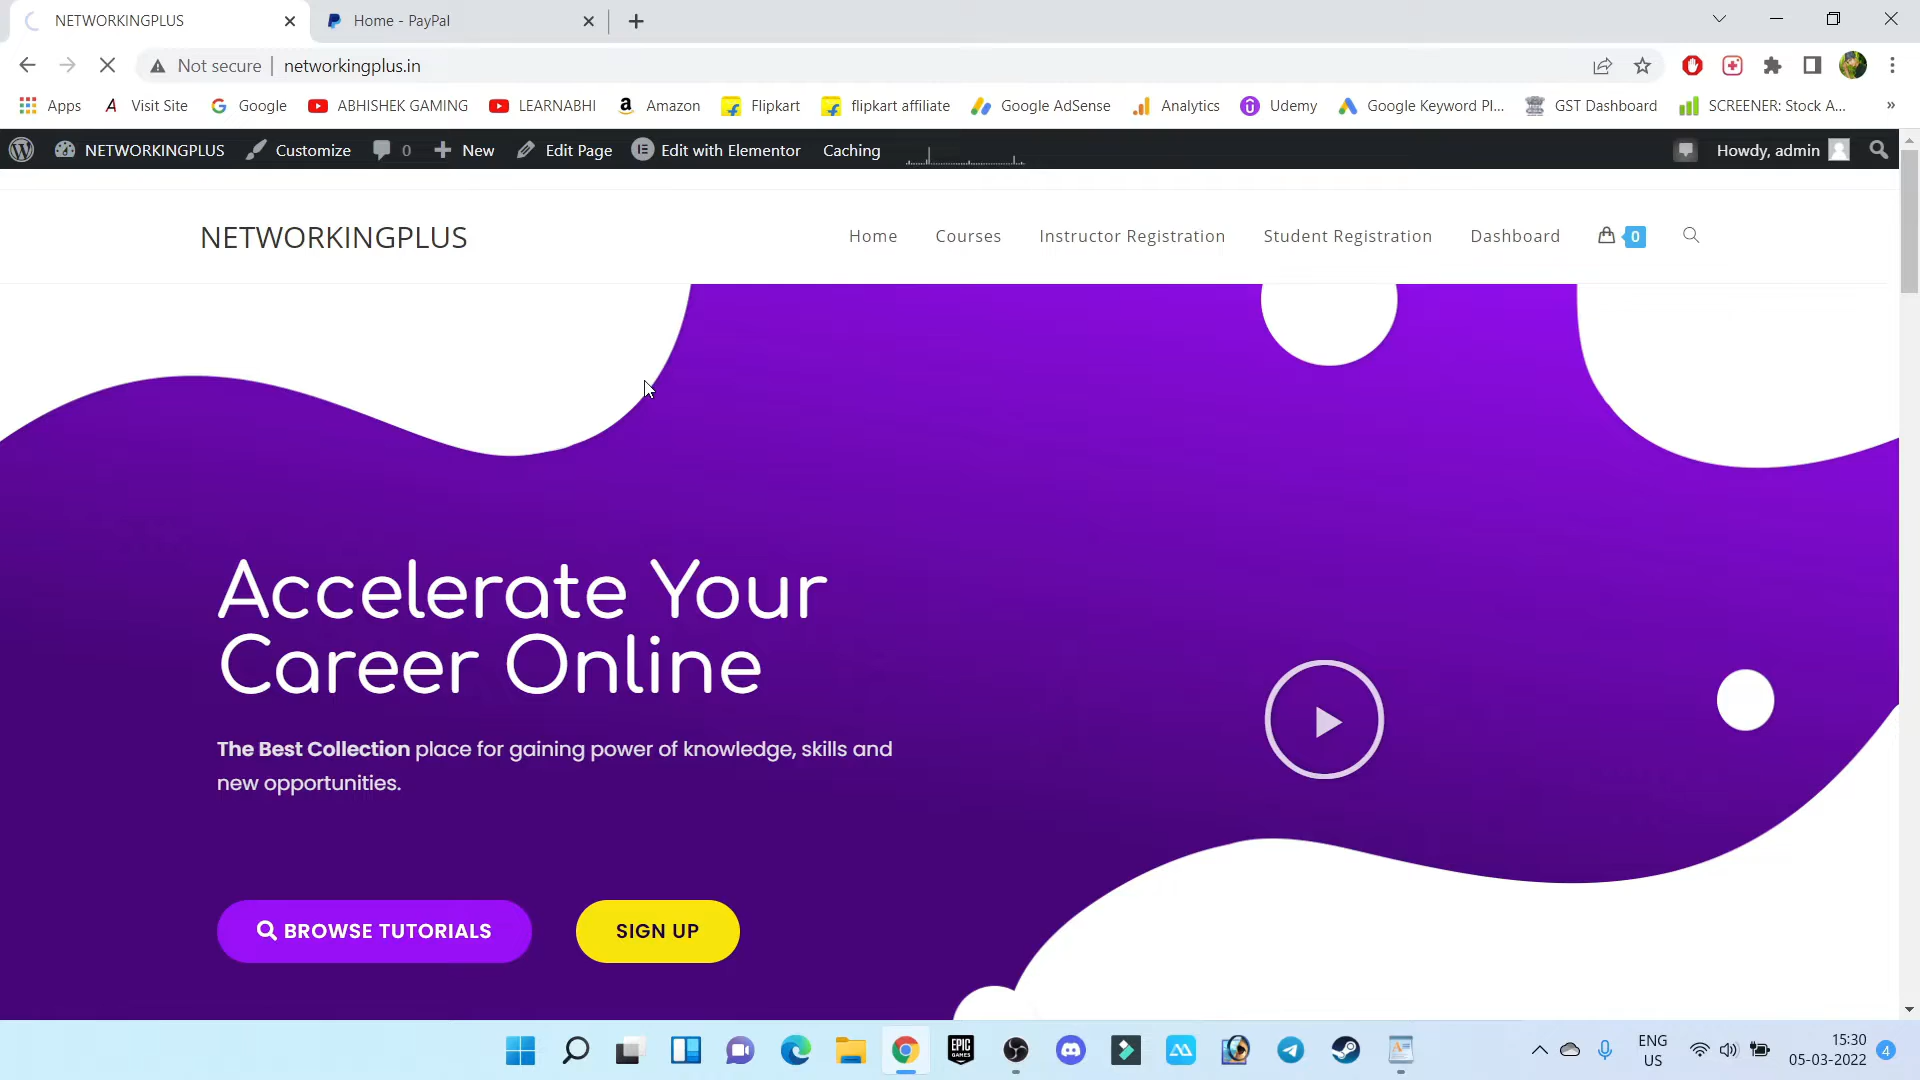 NETWORKINGPLUS
Home - PayPal
Not secure
networkingplus.in
Apps
Visit Site
Google
ABHISHEK GAMING
LEARNABHI
Amazon
Flipkart
flipkart affiliate
Google AdSense
Analytics
Udemy
Google Keyword Pl...
GST Dashboard
SCREENER: Stock A...
NETWORKINGPLUS
Customize
0
New
Edit Page
Edit with Elementor
Caching
Howdy, admin
NETWORKINGPLUS
Home
Courses
Instructor Registration
Student Registration
Dashboard
0
Accelerate Your
Career Online
The Best Collection place for gaining power of knowledge, skills and
new opportunities.
BROWSE TUTORIALS
SIGN UP
EPIC
GAMES
ENG
US
15:30
05-03-2022
4